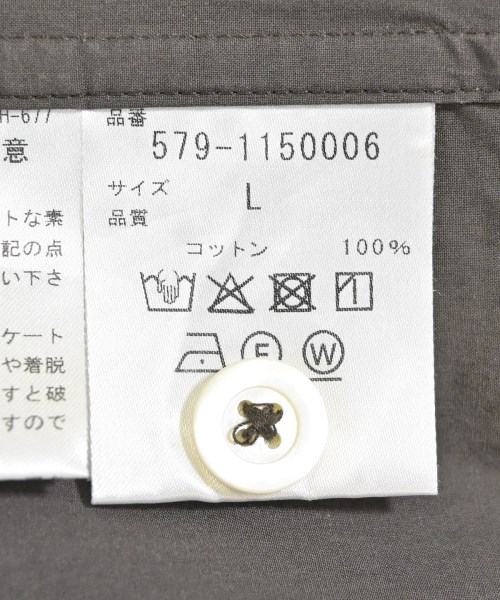 H-677
意
トな素
記の点
い下さ
ケート
や着脱
すと破
すので
品番
579-1150006
サイズ
L
品質
コットン 100%
F
W